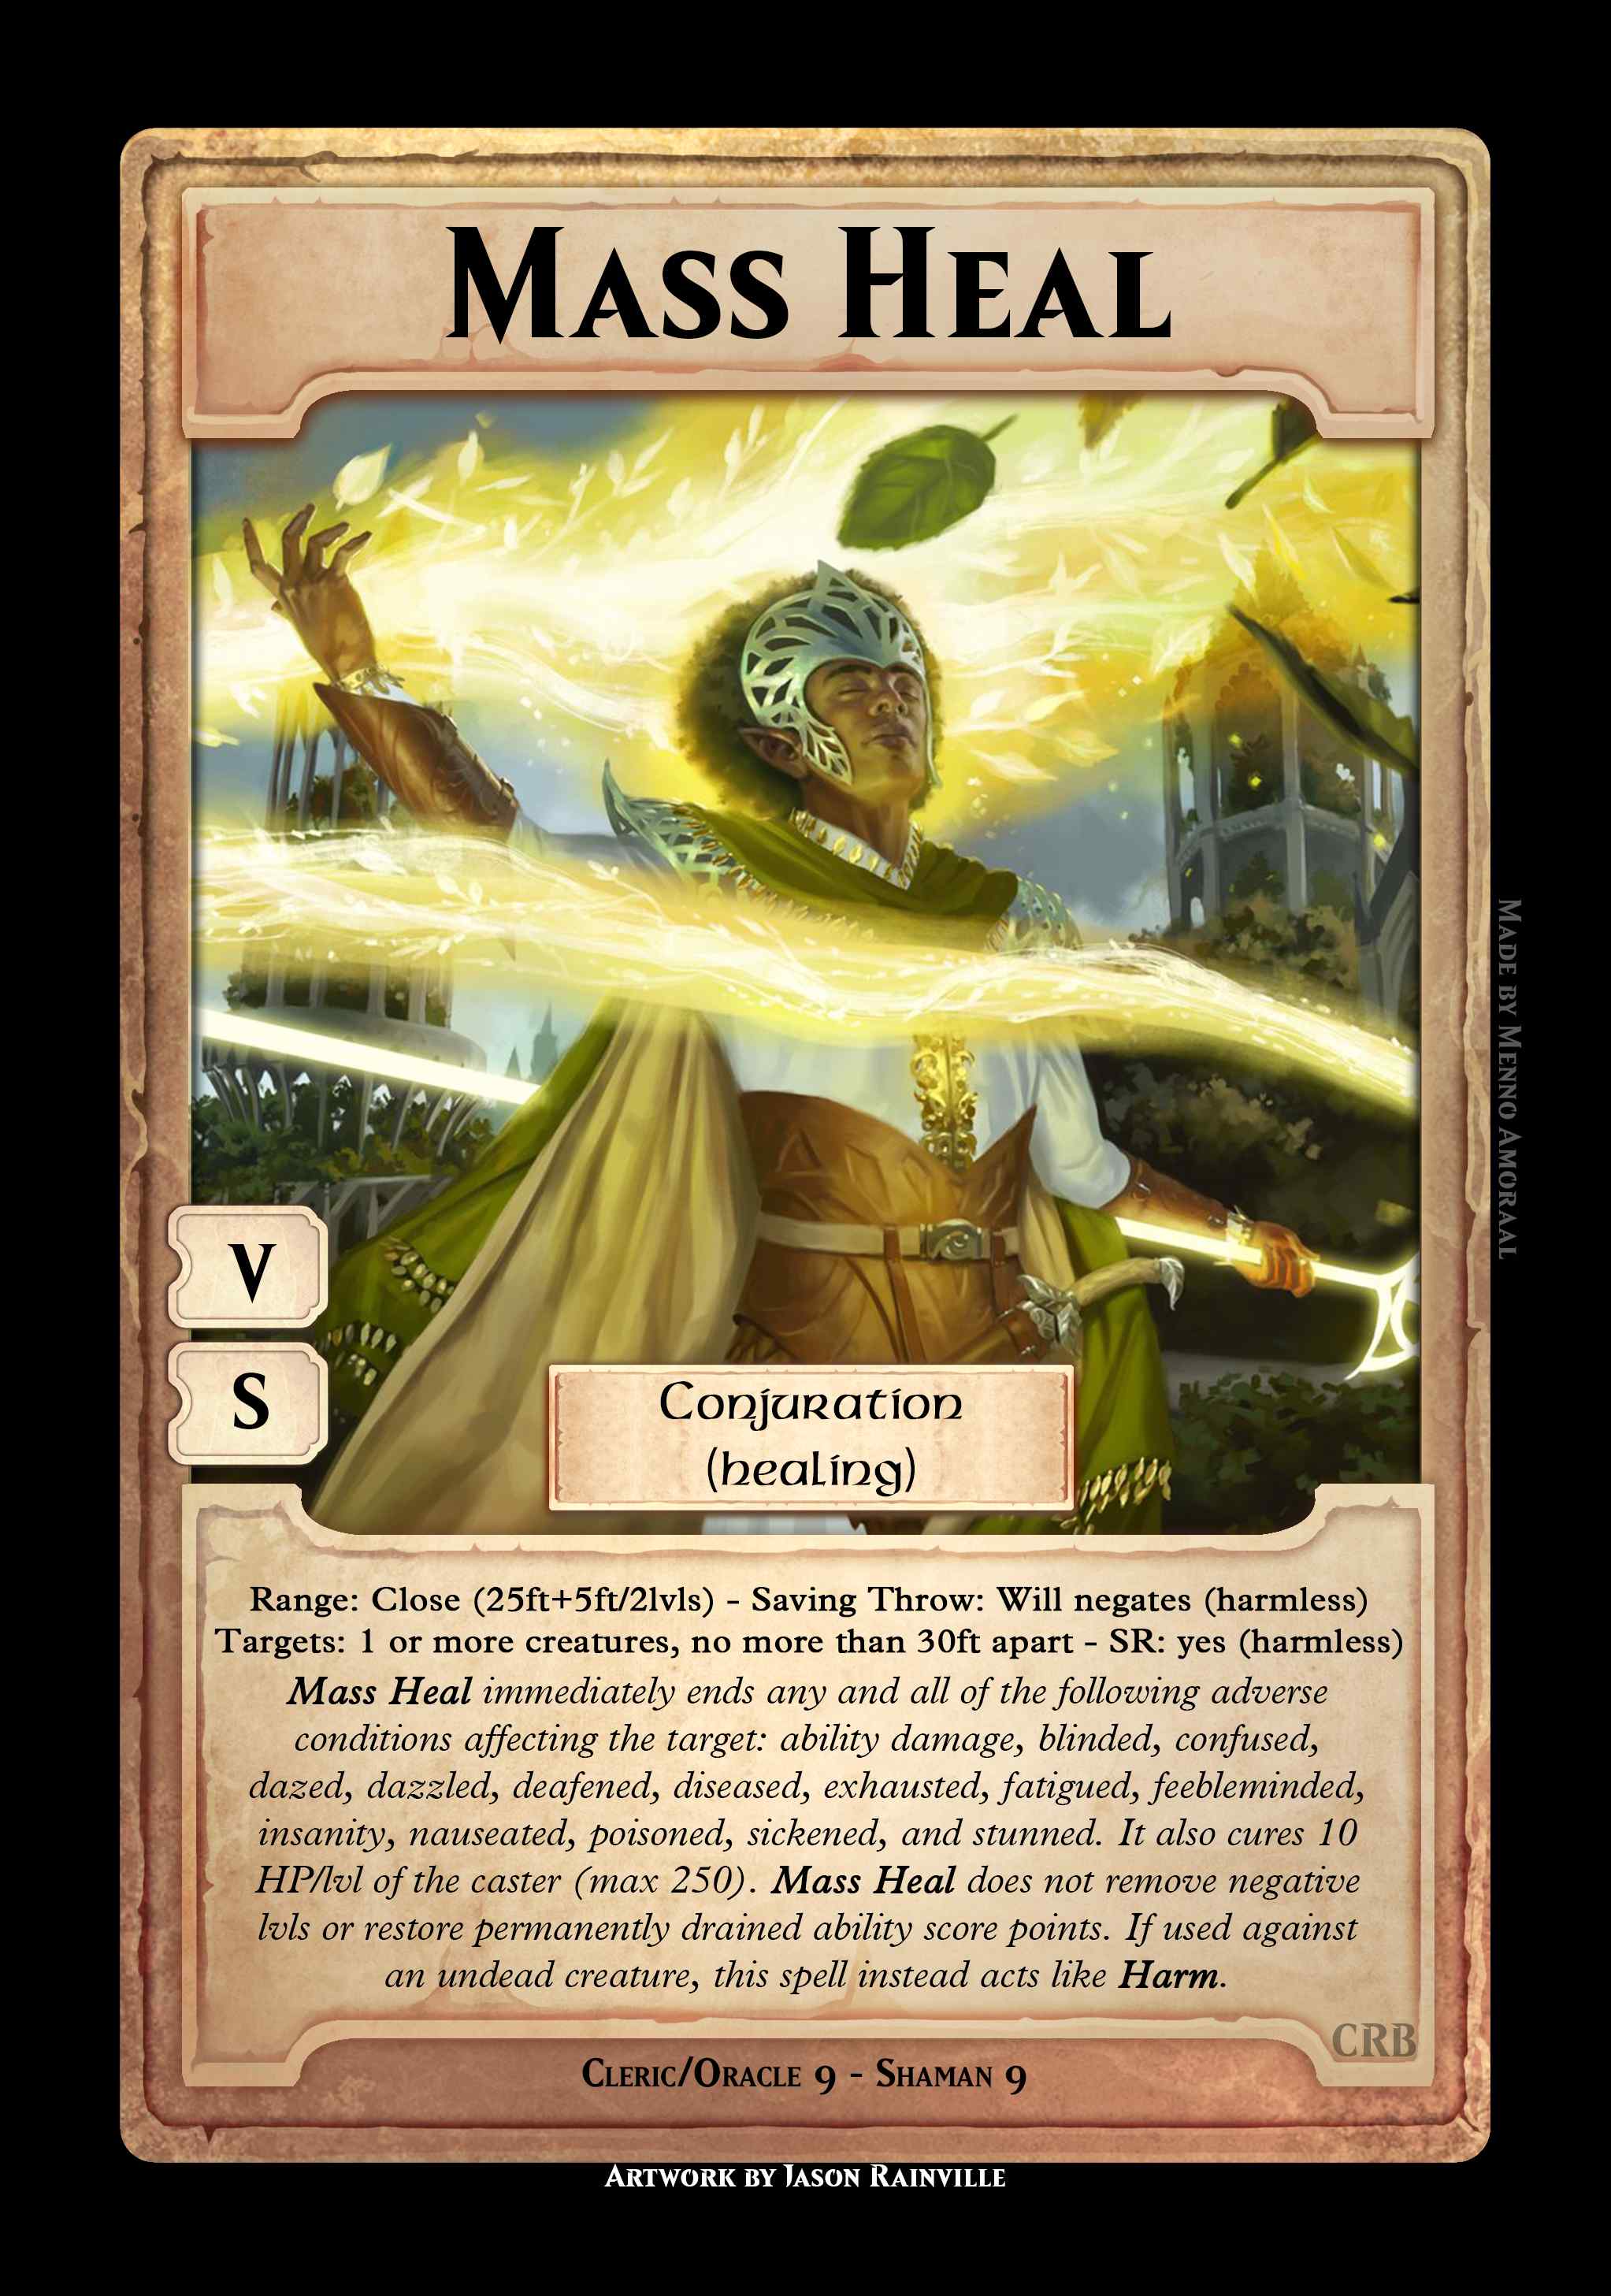 Mass Heal
V
S
Conjuration
(healing)
Range: Close (25ft+5ft/2lvls) - Saving Throw: Will negates (harmless)
Targets: 1 or more creatures, no more than 30ft apart - SR: yes (harmless)
Mass Heal immediately ends any and all of the following adverse
conditions affecting the target: ability damage, blinded, confused,
dazed, dazzled, deafened, diseased, exhausted, fatigued, feebleminded,
insanity, nauseated, poisoned, sickened, and stunned. It also cures 10
HP/lvl of the caster (max 250). Mass Heal does not remove negative
lvls or restore permanently drained ability score points. If used against
an undead creature, this spell instead acts like Harm.
CRB
Cleric/Oracle 9 - Shaman 9
Artwork by Jason Rainville
Made by Menno Amoraal